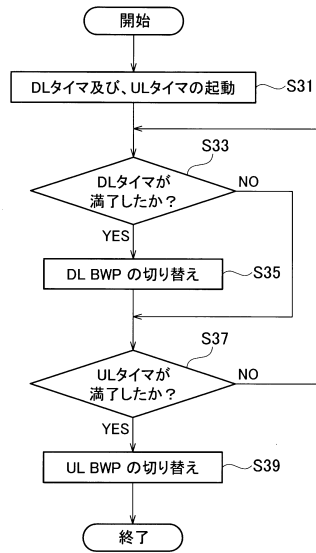 開始
DLタイマ及び、ULタイマの起動
S31
S33
DLタイマが
満了したか？
NO
YES
DL BWP の切り替え
S35
S37
ULタイマが
満了したか？
NO
YES
UL BWP の切り替え
S39
終了